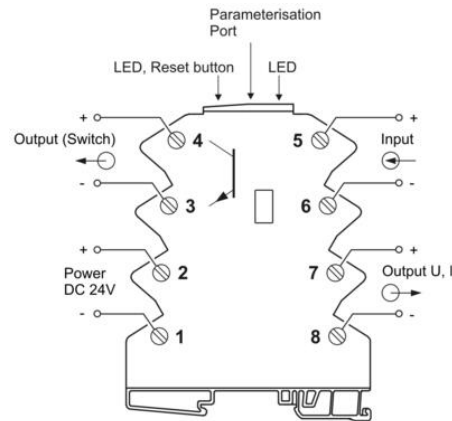 Parameterisation
Port
LED, Reset button
LED
+
4
5
+
Output (Switch)
Input
-
3
6
-
+
2
7
+
Power
DC 24V
Output U, I
-
1
8
-